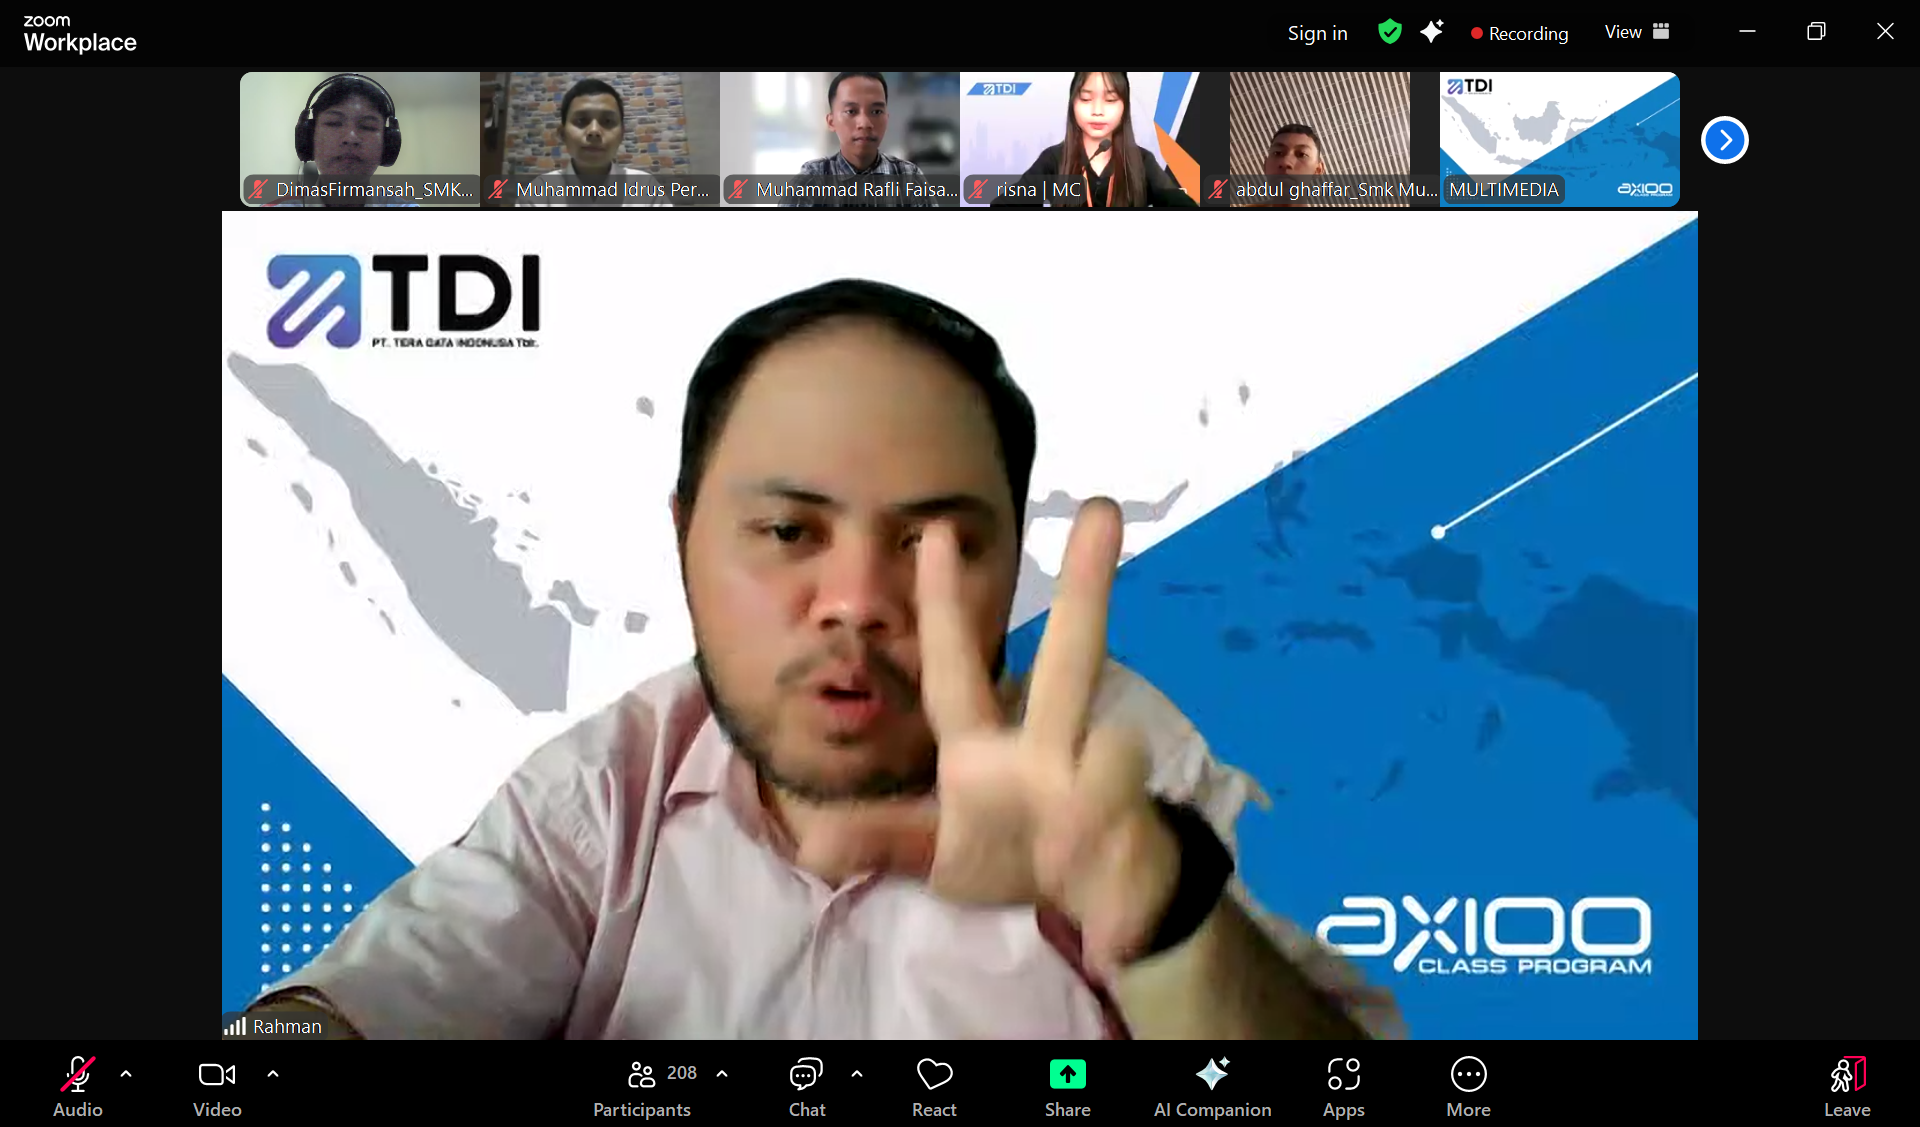 zoom
Workplace
Sign in
Recording
View
DimasFirmansah_SMK...
Muhammad Idrus Per...
Muhammad Rafli Faisa...
TDI
risna | MC
abdul ghaffar_Smk Mu...
TDI
MULTIMEDIA
AXIOO
CLASS PROGRAM
TDI
PT. TERA DATA INDONUSA Tbk.
AXIOO
CLASS PROGRAM
Rahman
Audio
Video
208
Participants
Chat
React
Share
AI Companion
Apps
More
Leave